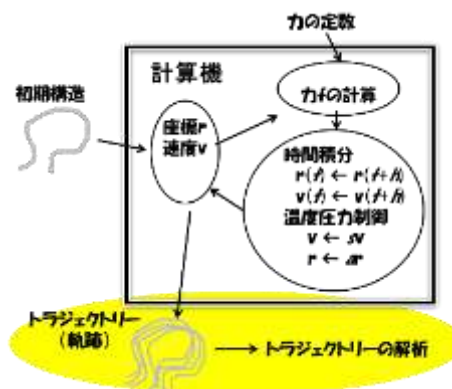 力の定数
計算機
力fの計算
初期構造
座標r
速度v
時間積分
r(t) ← r(t+h)
v(t) ← v(t+h)
温度圧力制御
v ← sv
r ← ar
トラジェクトリー
(軌跡)
トラジェクトリーの解析